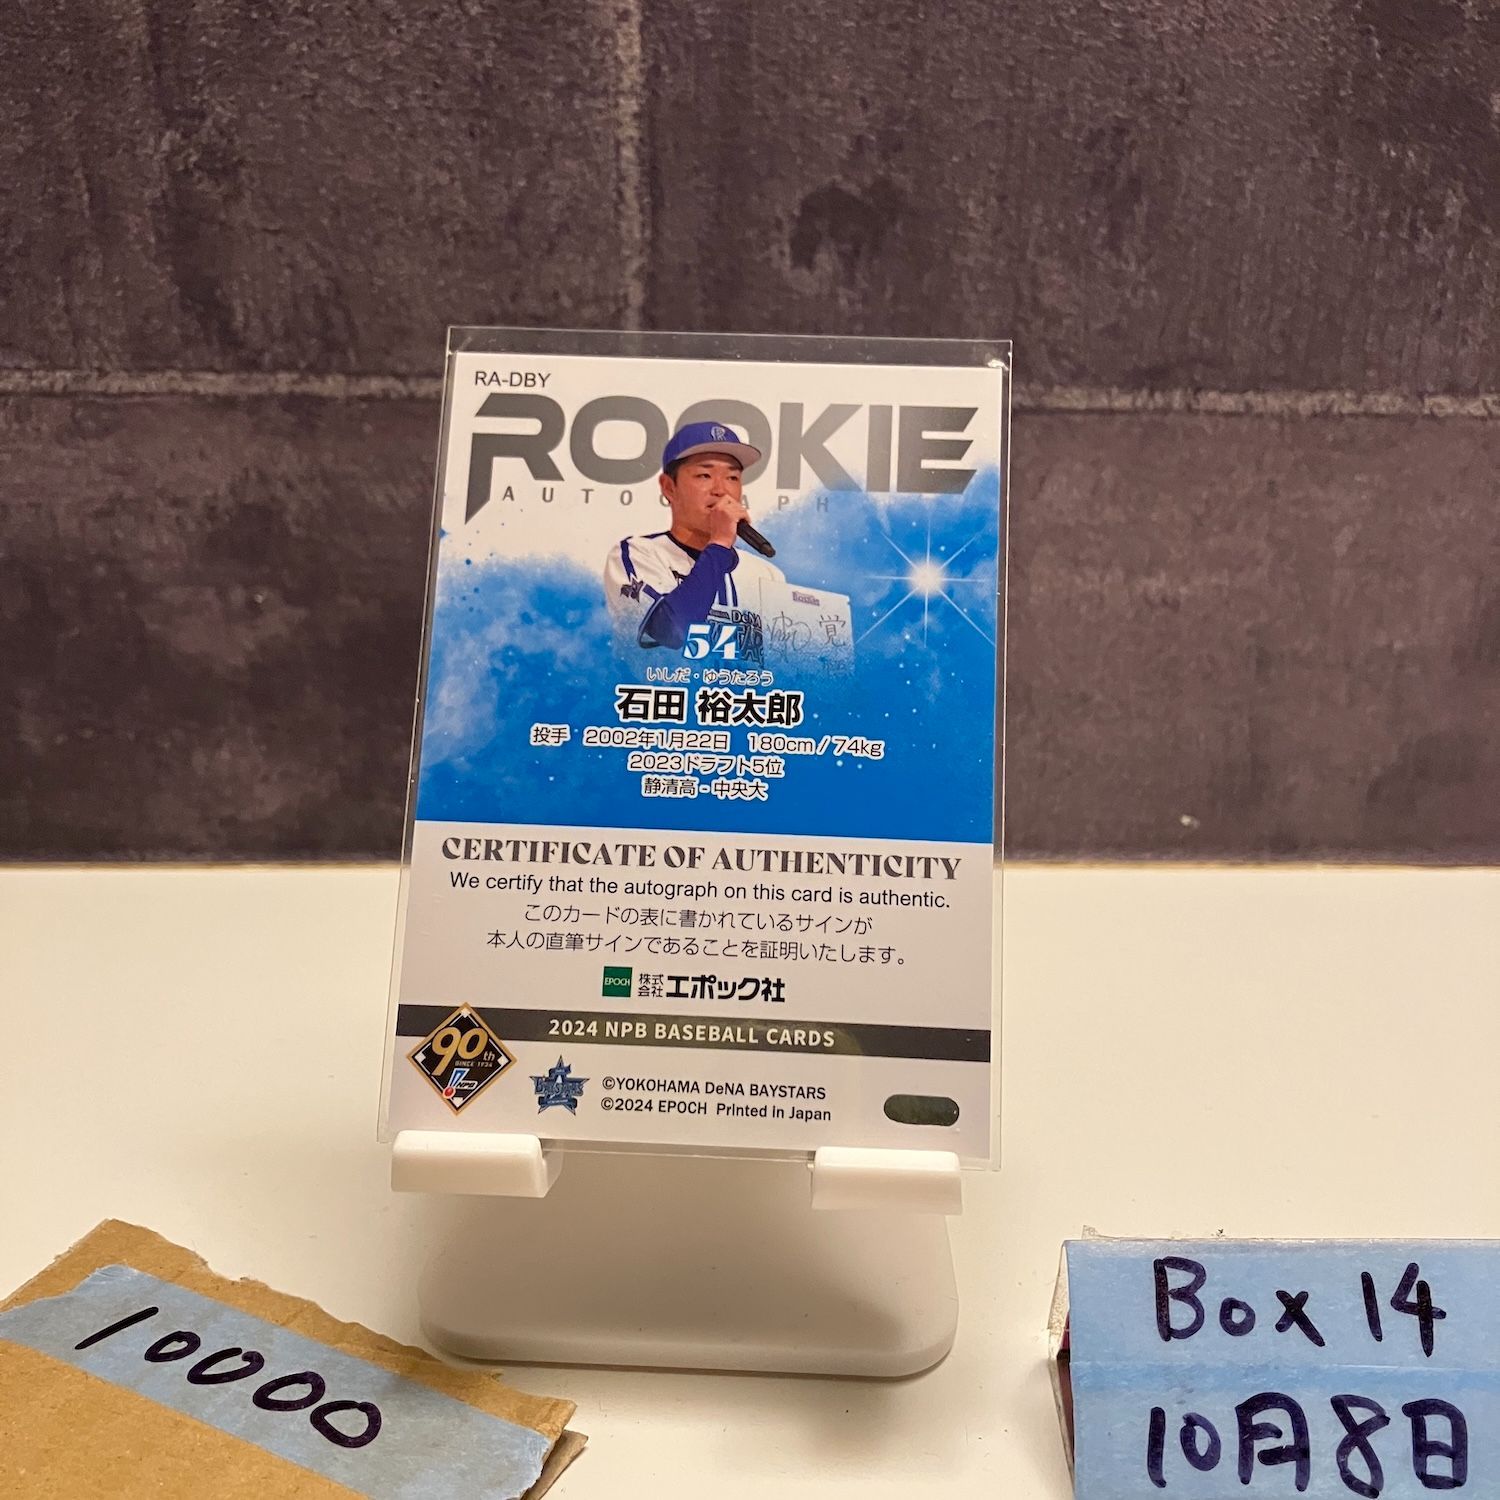 RA-DBY
ROOKIE
AUTOGRAPH
覚
54
いしだ・ゆうたろう
石田 裕太郎
投手 2002年1月22日 180cm / 74kg
2023ドラフト5位
静清高 - 中央大
CERTIFICATE OF AUTHENTICITY
We certify that the autograph on this card is authentic.
このカードの表に書かれているサインが
本人の直筆サインであることを証明いたします。
EPOCH 株式会社 エポック社
2024 NPB BASEBALL CARDS
90th
SINCE 1934
NPB
BAYSTARS
©YOKOHAMA DeNA BAYSTARS
©2024 EPOCH Printed in Japan
10000
Box 14
10月8日